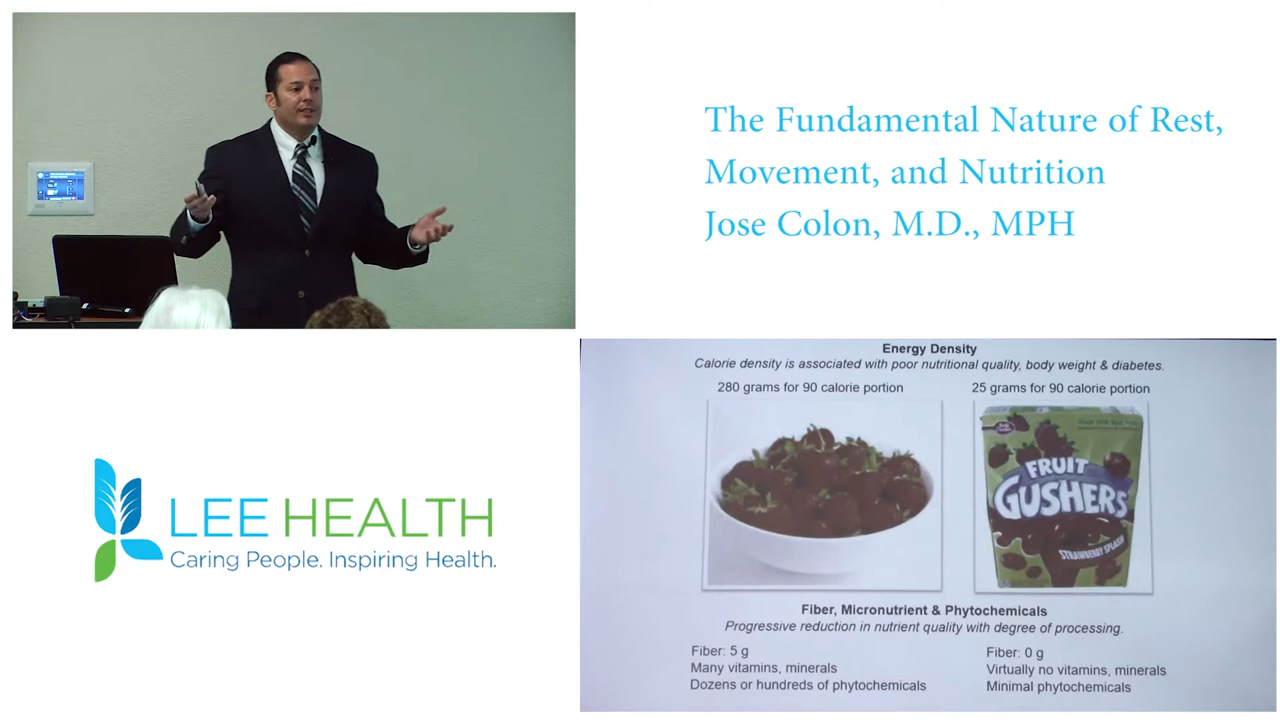 The Fundamental Nature of Rest,
Movement, and Nutrition
Jose Colon, M.D., MPH
LEE HEALTH
Caring People. Inspiring Health.
Energy Density
Calorie density is associated with poor nutritional quality, body weight & diabetes.
280 grams for 90 calorie portion
25 grams for 90 calorie portion
FRUIT
GUSHERS
STRAWBERRY SPLASH
Fiber, Micronutrient & Phytochemicals
Progressive reduction in nutrient quality with degree of processing.
Fiber: 5 g
Many vitamins, minerals
Dozens or hundreds of phytochemicals
Fiber: 0 g
Virtually no vitamins, minerals
Minimal phytochemicals